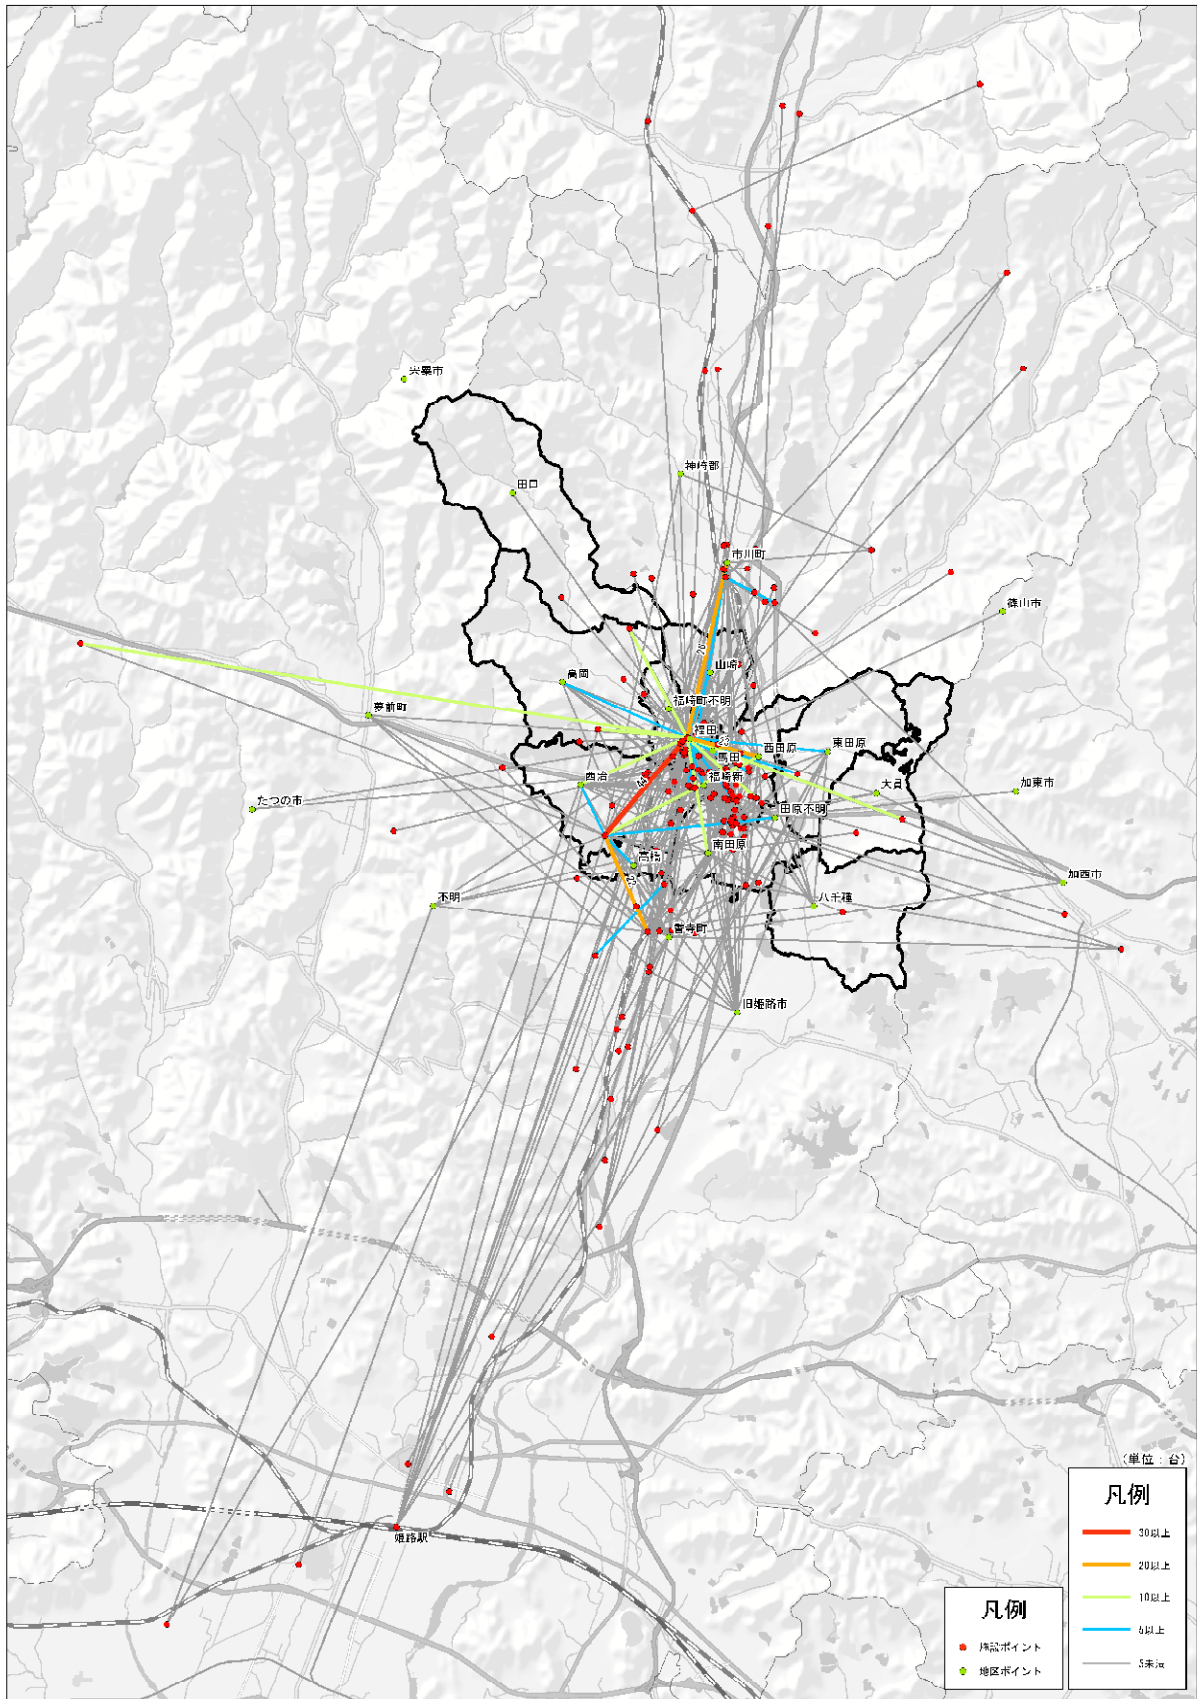 宍粟市
田口
神崎郡
市川町
篠山市
山崎
高岡
福崎町不明
夢前町
福田
23
西田原
東田原
馬田
西治
44
福崎新
大貫
加東市
たつの市
田原不明
南田原
高橋
加西市
不明
八千種
香寺町
旧姫路市
姫路駅
(単位：台)
凡例
30以上
20以上
10以上
5以上
5未満
凡例
施設ポイント
地区ポイント